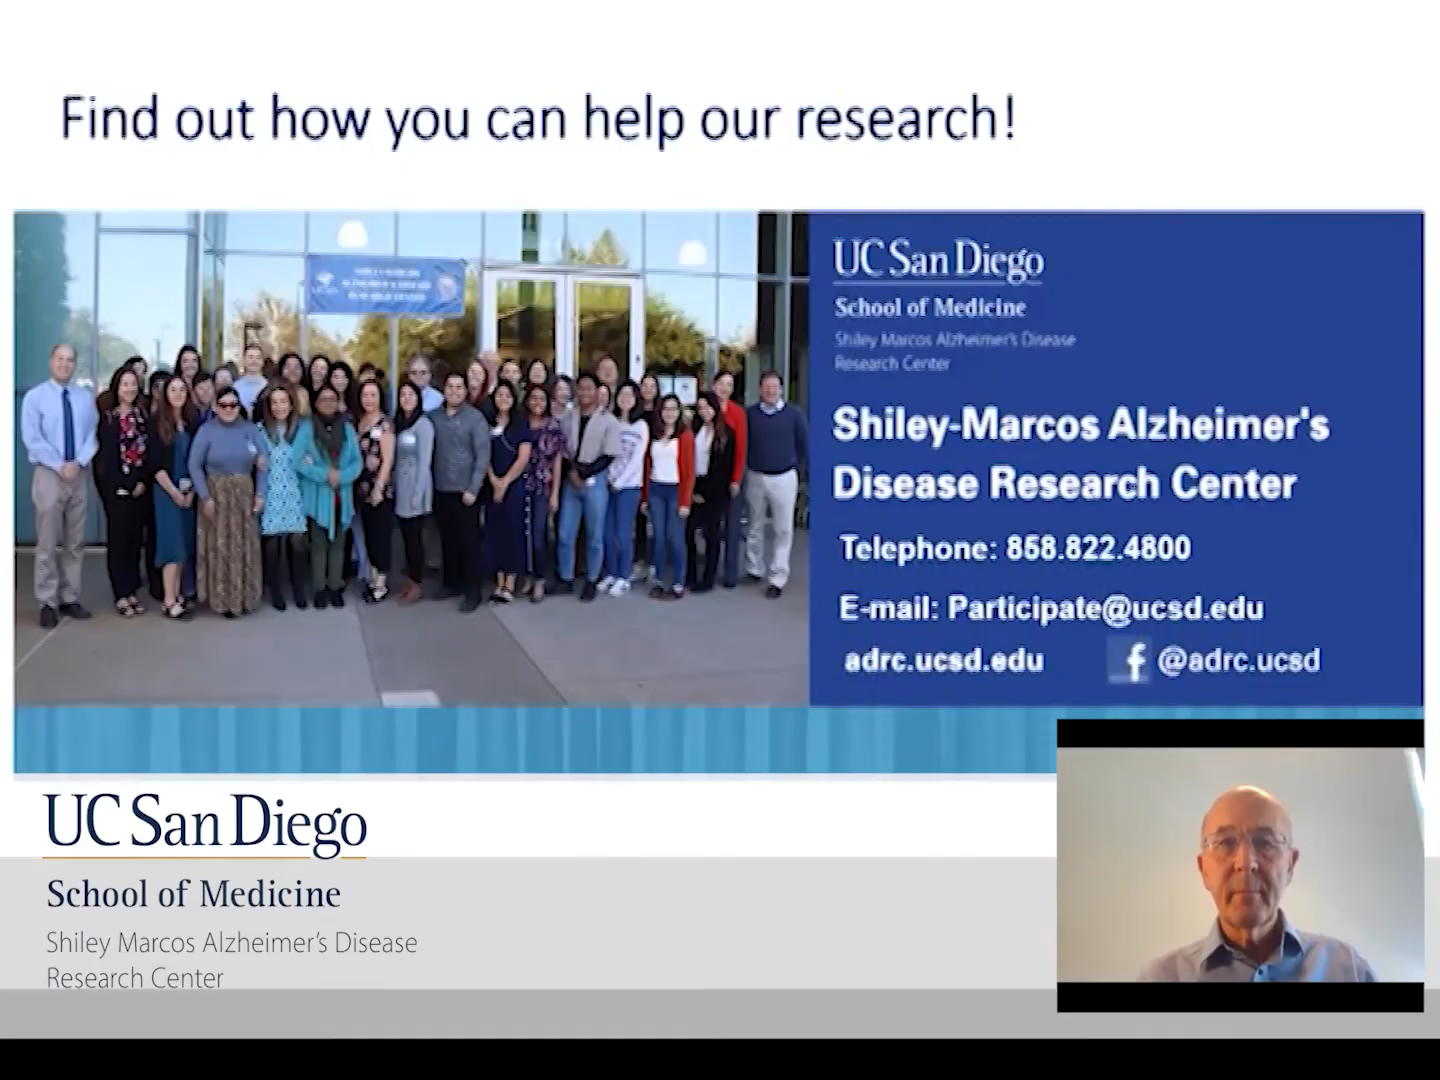 Find out how you can help our research!
UC San Diego
School of Medicine
Shiley Marcos Alzheimer's Disease
Research Center
Shiley-Marcos Alzheimer's
Disease Research Center
Telephone: 858.822.4800
E-mail: Participate@ucsd.edu
adrc.ucsd.edu
f @adrc.ucsd
UC San Diego
School of Medicine
Shiley Marcos Alzheimer's Disease
Research Center